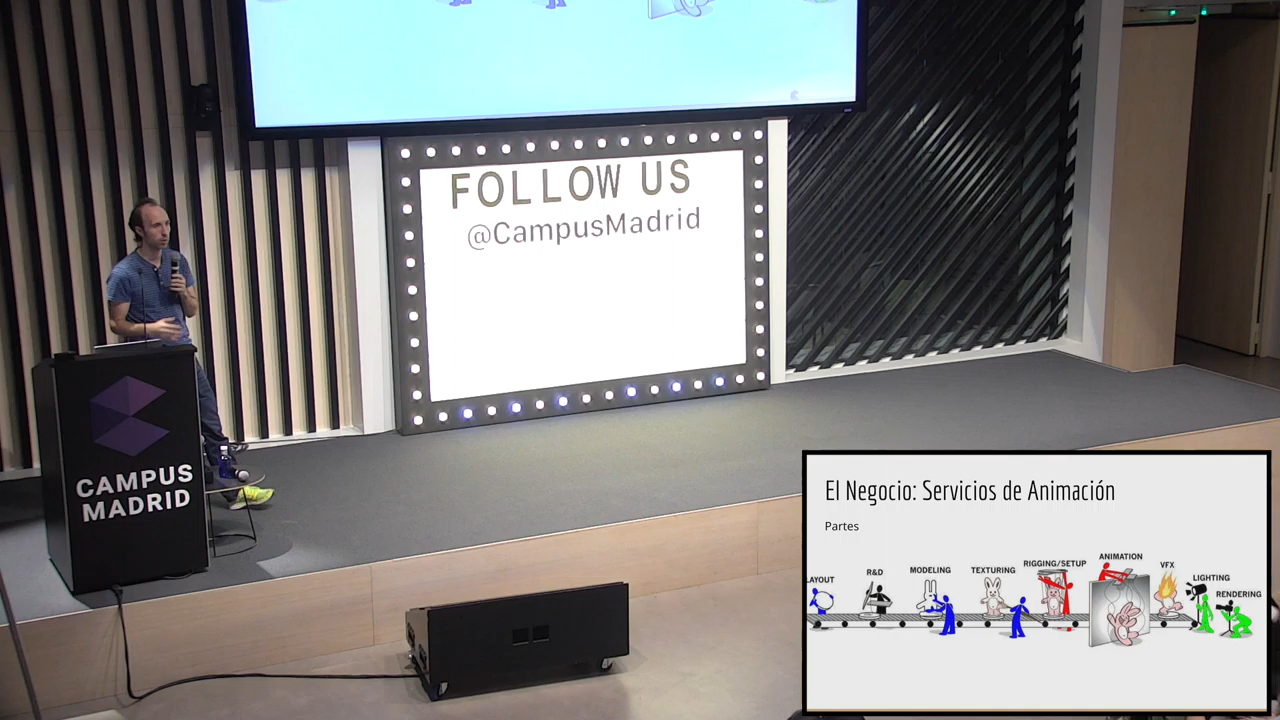 FOLLOW US
@CampusMadrid
CAMPUS
MADRID
El Negocio: Servicios de Animación
Partes
LAYOUT
R&D
MODELING
TEXTURING
RIGGING/SETUP
ANIMATION
VFX
LIGHTING
RENDERING